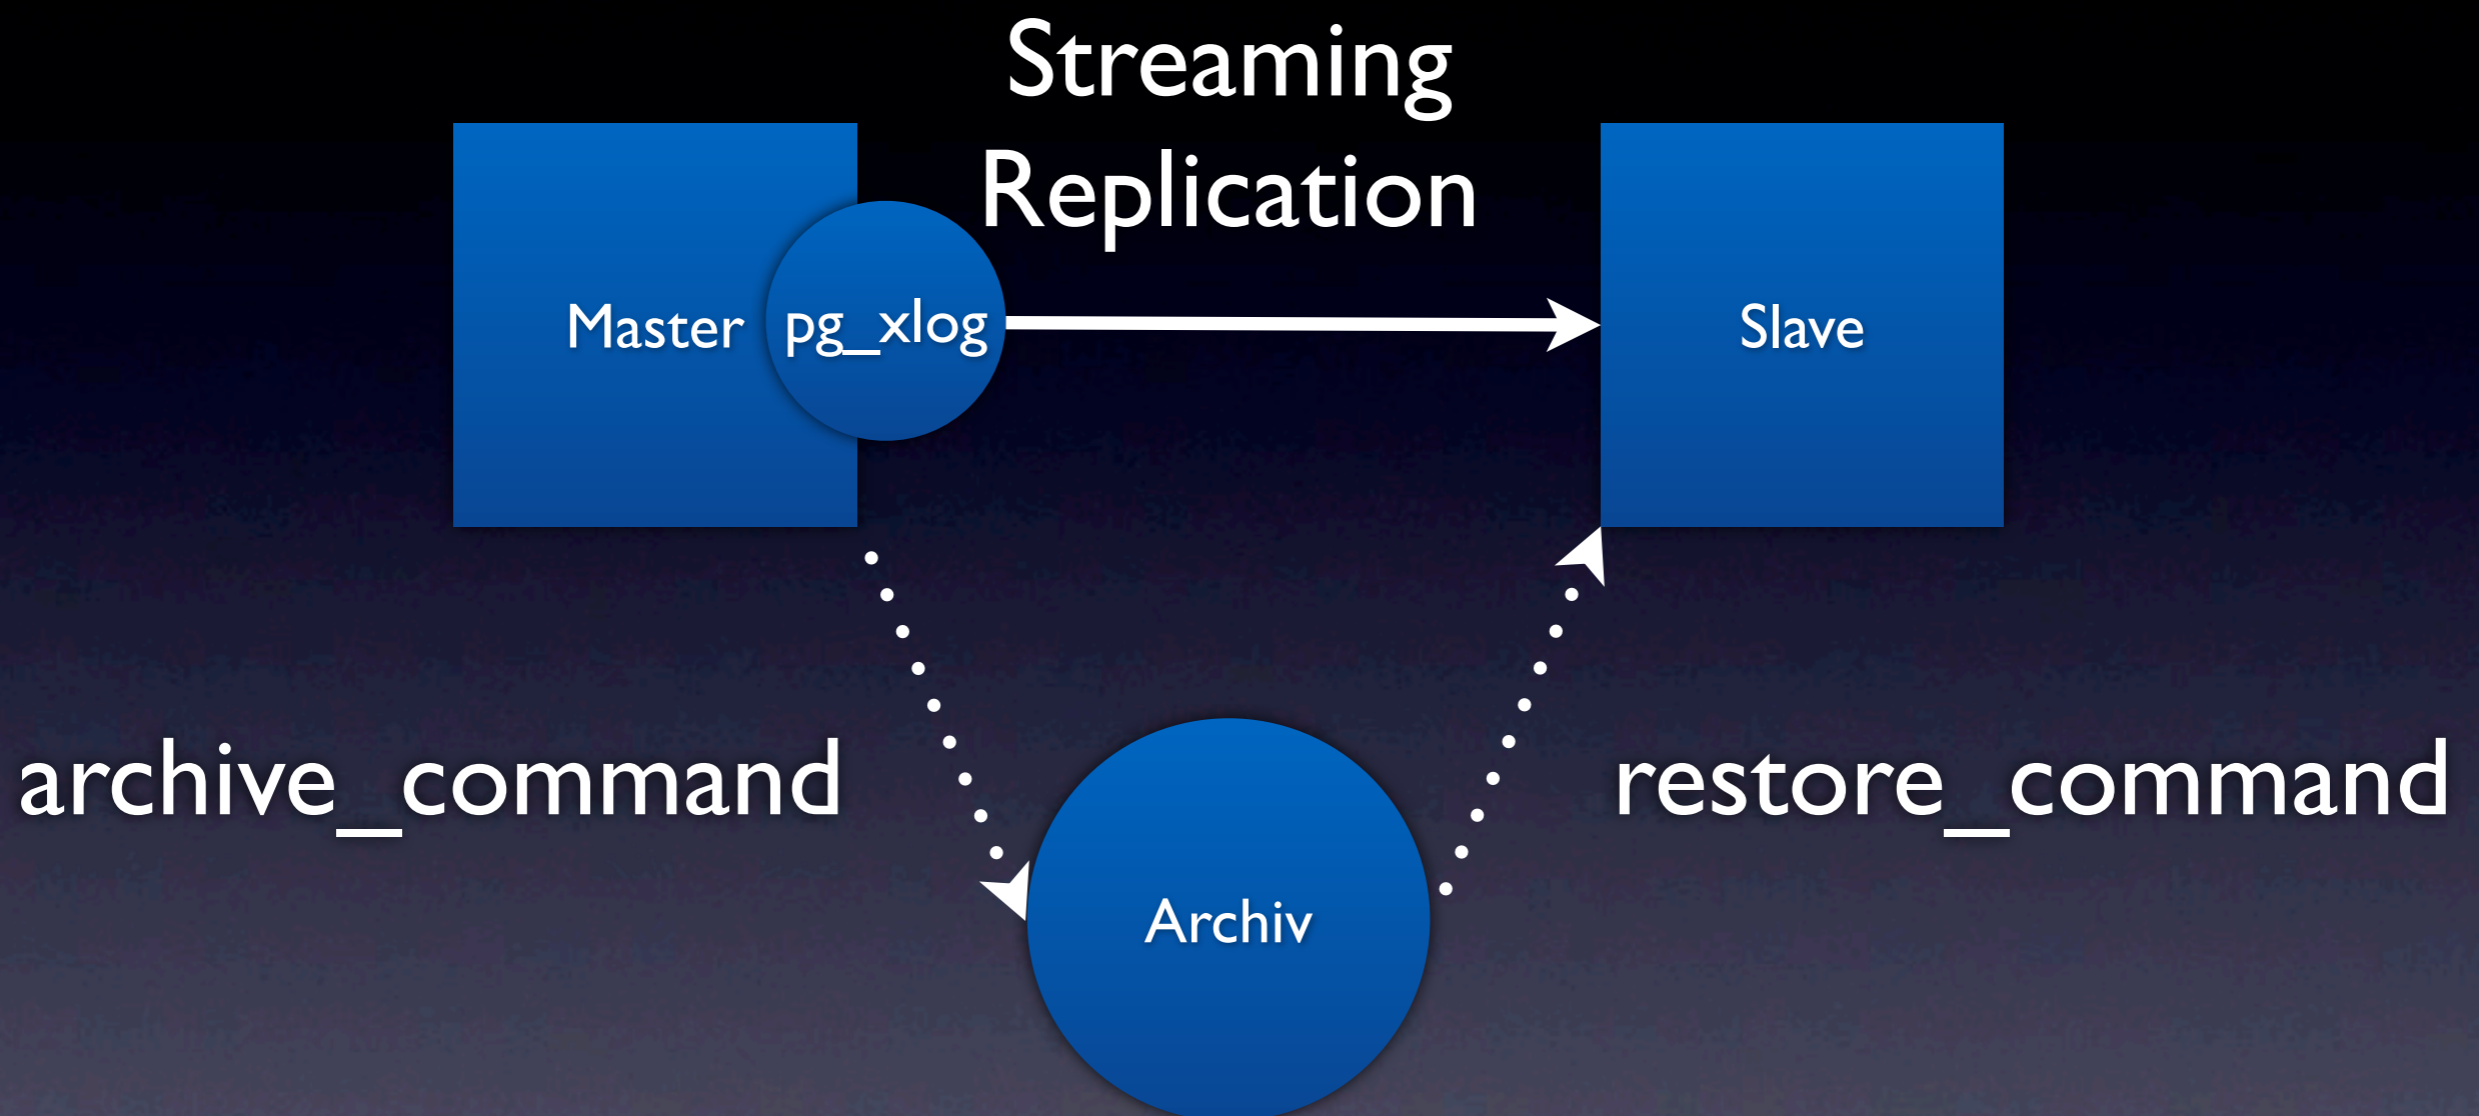 Streaming
Replication
Master
pg_xlog
Slave
archive_command
restore_command
Archiv